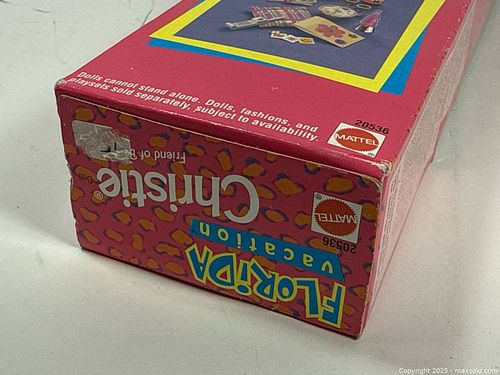 Dolls cannot stand alone. Dolls, fashions, and
playsets sold separately, subject to availability.
20536
MATTEL
FLORiDA
vacation
20536
MATTEL
Christie® Doll
Friend of
Copyright 2025 - maxsold.com